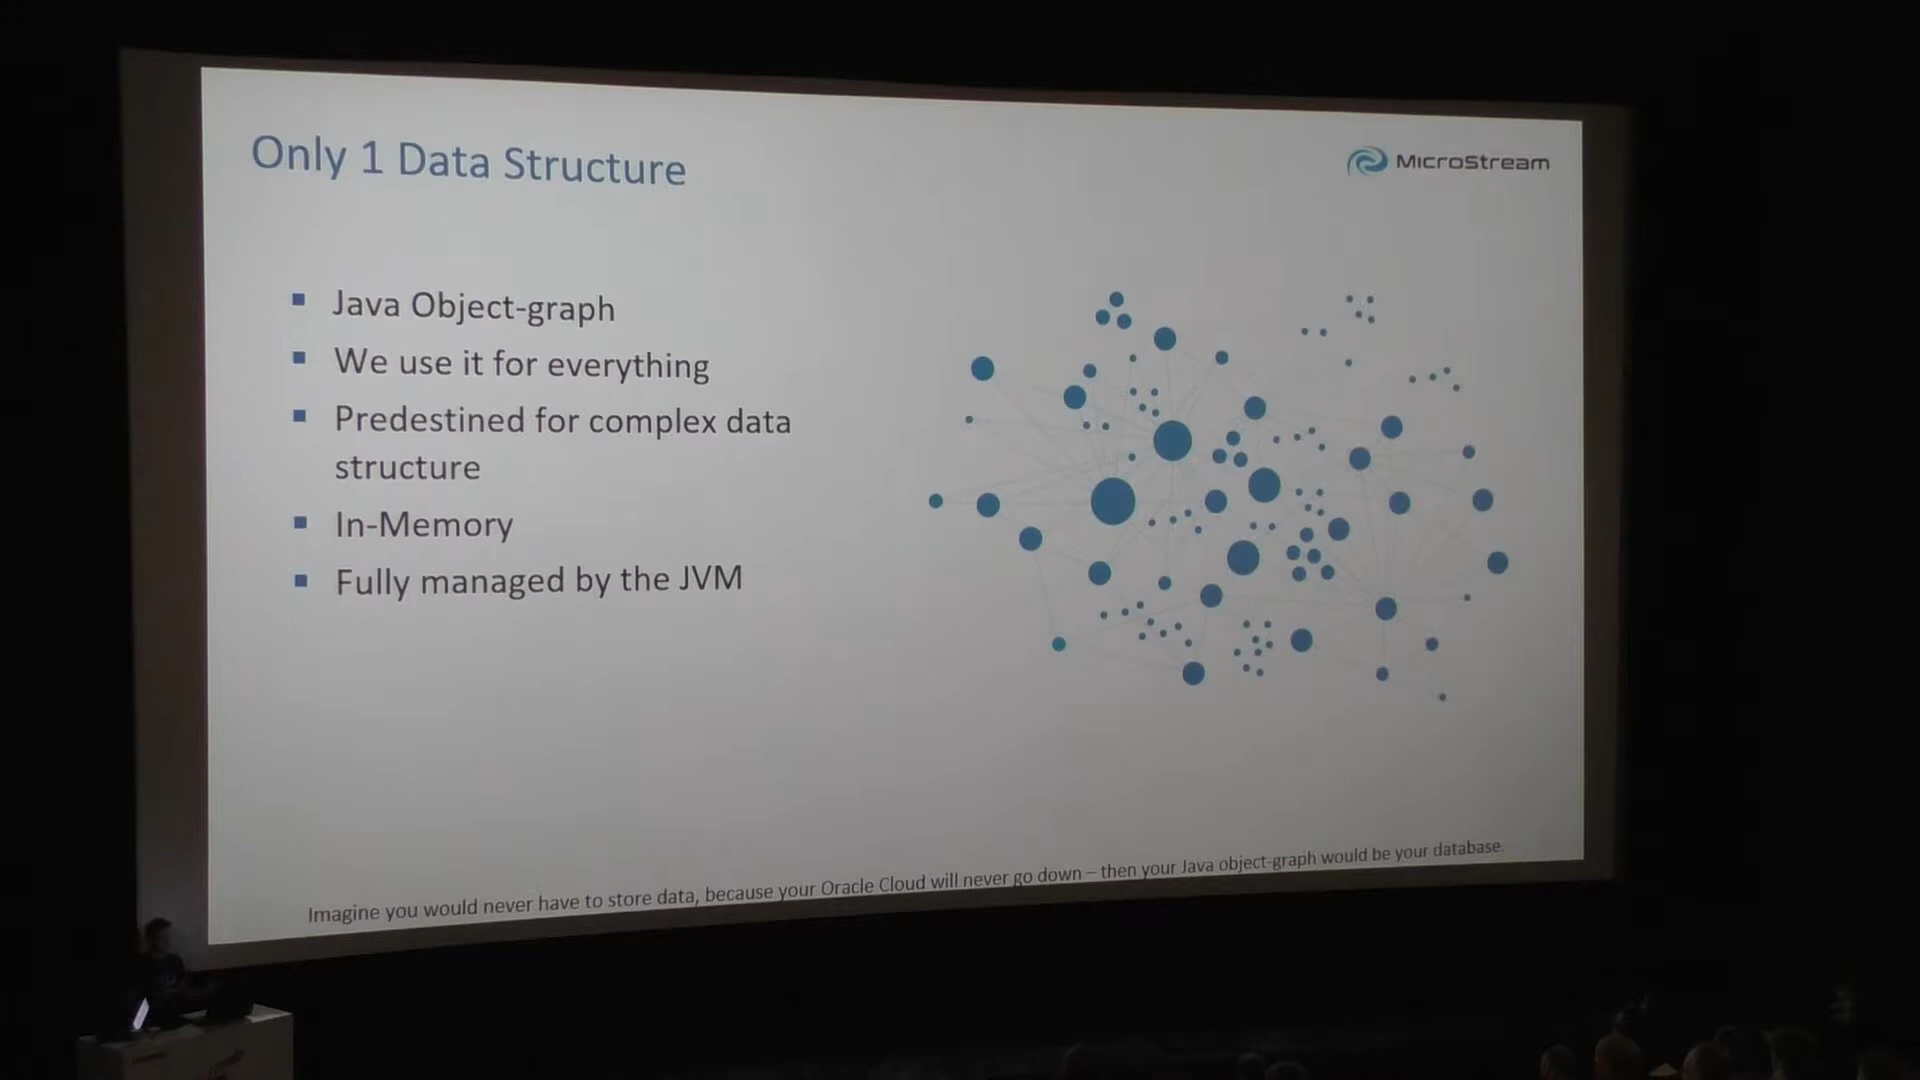 Only 1 Data Structure
MicroStream
Java Object-graph
We use it for everything
Predestined for complex data
structure
In-Memory
Fully managed by the JVM
Imagine you would never have to store data, because your Oracle Cloud will never go down – then your Java object-graph would be your database.